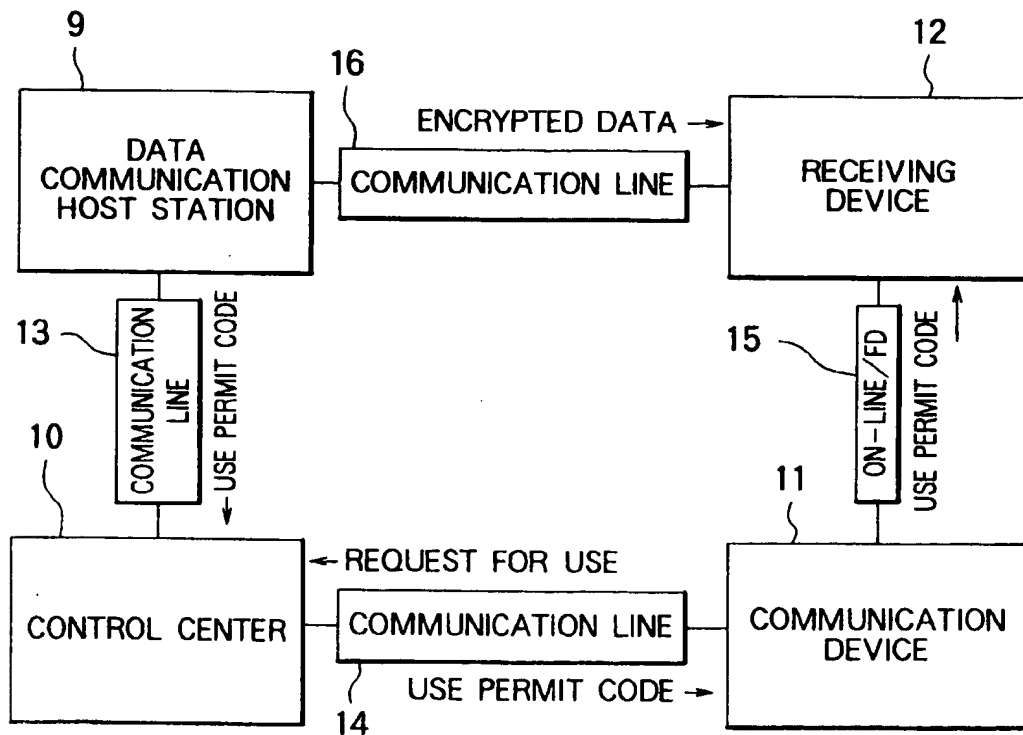 9
16
12
ENCRYPTED DATA →
DATA
COMMUNICATION
HOST STATION
COMMUNICATION LINE
RECEIVING
DEVICE
13
COMMUNICATION
LINE
←USE PERMIT CODE
15
ON-LINE/FD
USE PERMIT CODE →
10
11
← REQUEST FOR USE
CONTROL CENTER
COMMUNICATION LINE
COMMUNICATION
DEVICE
14
USE PERMIT CODE →